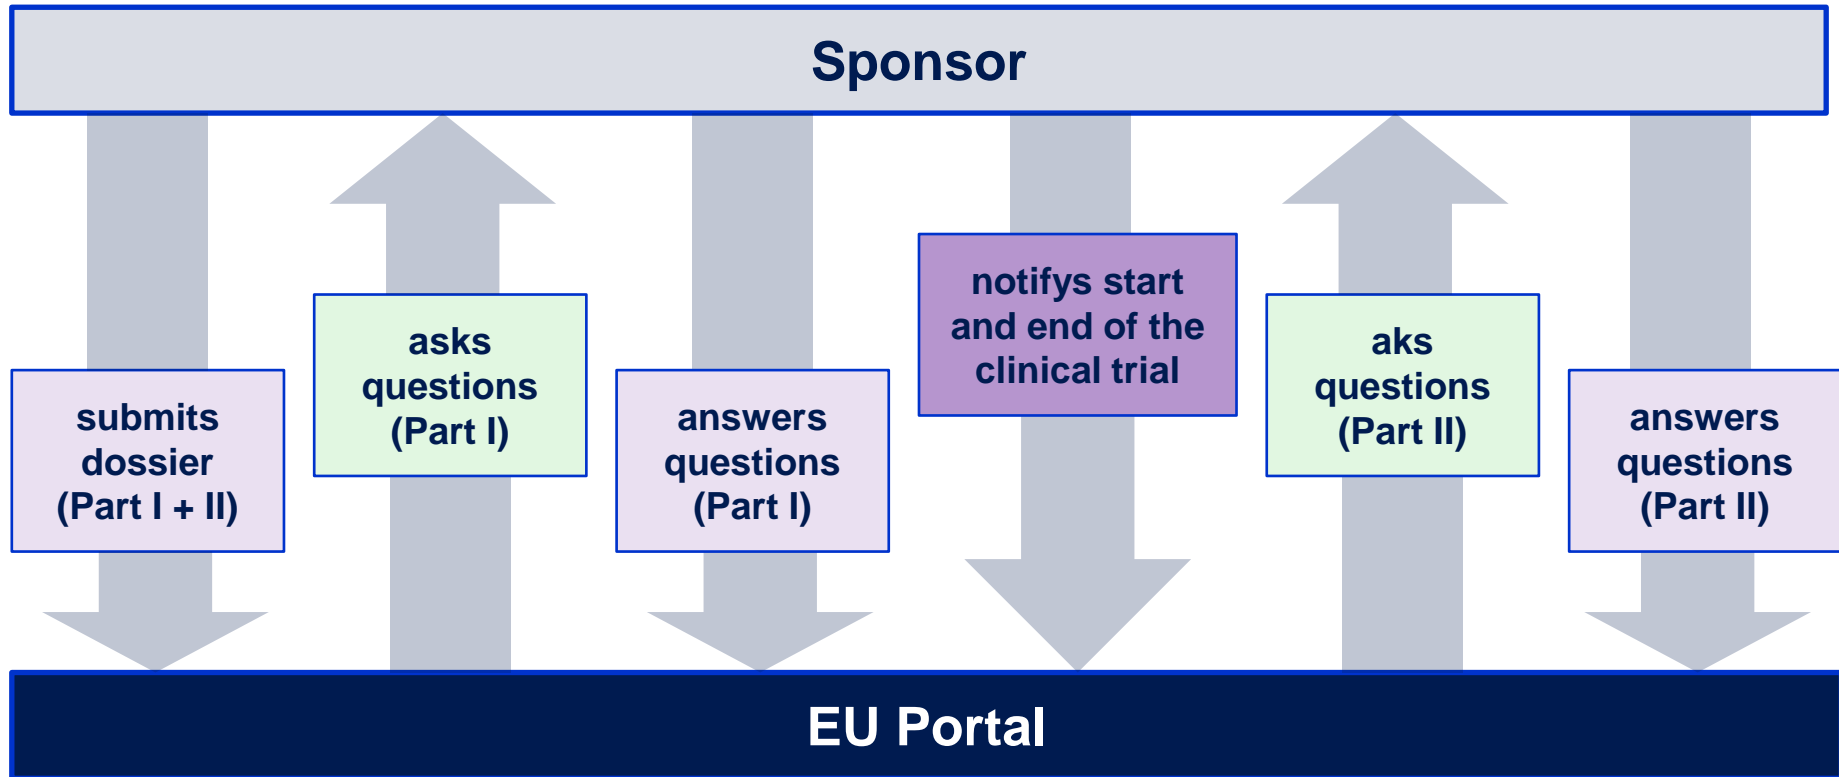 Sponsor
submits
dossier
(Part I + II)
asks
questions
(Part I)
answers
questions
(Part I)
notifys start
and end of the
clinical trial
aks
questions
(Part II)
answers
questions
(Part II)
EU Portal